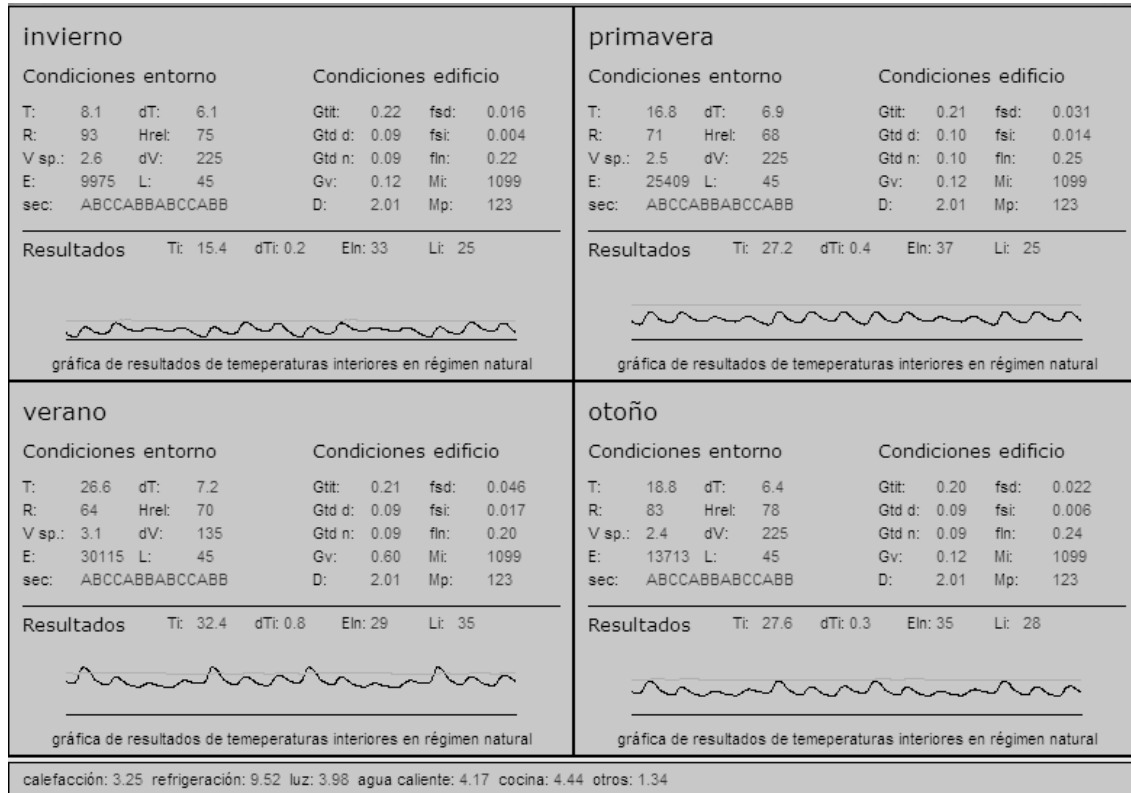 invierno
Condiciones entorno Condiciones edificio
T: 8.1 dT: 6.1 Gtit: 0.22 fsd: 0.016
R: 93 Hrel: 75 Gtd d: 0.09 fsi: 0.004
V sp.: 2.6 dV: 225 Gtd n: 0.09 fln: 0.22
E: 9975 L: 45 Gv: 0.12 Mi: 1099
sec: ABCCABBABCCABB D: 2.01 Mp: 123
Resultados Ti: 15.4 dTi: 0.2 Eln: 33 Li: 25
gráfica de resultados de temeperaturas interiores en régimen natural
primavera
Condiciones entorno Condiciones edificio
T: 16.8 dT: 6.9 Gtit: 0.21 fsd: 0.031
R: 71 Hrel: 68 Gtd d: 0.10 fsi: 0.014
V sp.: 2.5 dV: 225 Gtd n: 0.10 fln: 0.25
E: 25409 L: 45 Gv: 0.12 Mi: 1099
sec: ABCCABBABCCABB D: 2.01 Mp: 123
Resultados Ti: 27.2 dTi: 0.4 Eln: 37 Li: 25
gráfica de resultados de temeperaturas interiores en régimen natural
verano
Condiciones entorno Condiciones edificio
T: 26.6 dT: 7.2 Gtit: 0.21 fsd: 0.046
R: 64 Hrel: 70 Gtd d: 0.09 fsi: 0.017
V sp.: 3.1 dV: 135 Gtd n: 0.09 fln: 0.20
E: 30115 L: 45 Gv: 0.60 Mi: 1099
sec: ABCCABBABCCABB D: 2.01 Mp: 123
Resultados Ti: 32.4 dTi: 0.8 Eln: 29 Li: 35
gráfica de resultados de temeperaturas interiores en régimen natural
otoño
Condiciones entorno Condiciones edificio
T: 18.8 dT: 6.4 Gtit: 0.20 fsd: 0.022
R: 83 Hrel: 78 Gtd d: 0.09 fsi: 0.006
V sp.: 2.4 dV: 225 Gtd n: 0.09 fln: 0.24
E: 13713 L: 45 Gv: 0.12 Mi: 1099
sec: ABCCABBABCCABB D: 2.01 Mp: 123
Resultados Ti: 27.6 dTi: 0.3 Eln: 35 Li: 28
gráfica de resultados de temeperaturas interiores en régimen natural
calefacción: 3.25 refrigeración: 9.52 luz: 3.98 agua caliente: 4.17 cocina: 4.44 otros: 1.34